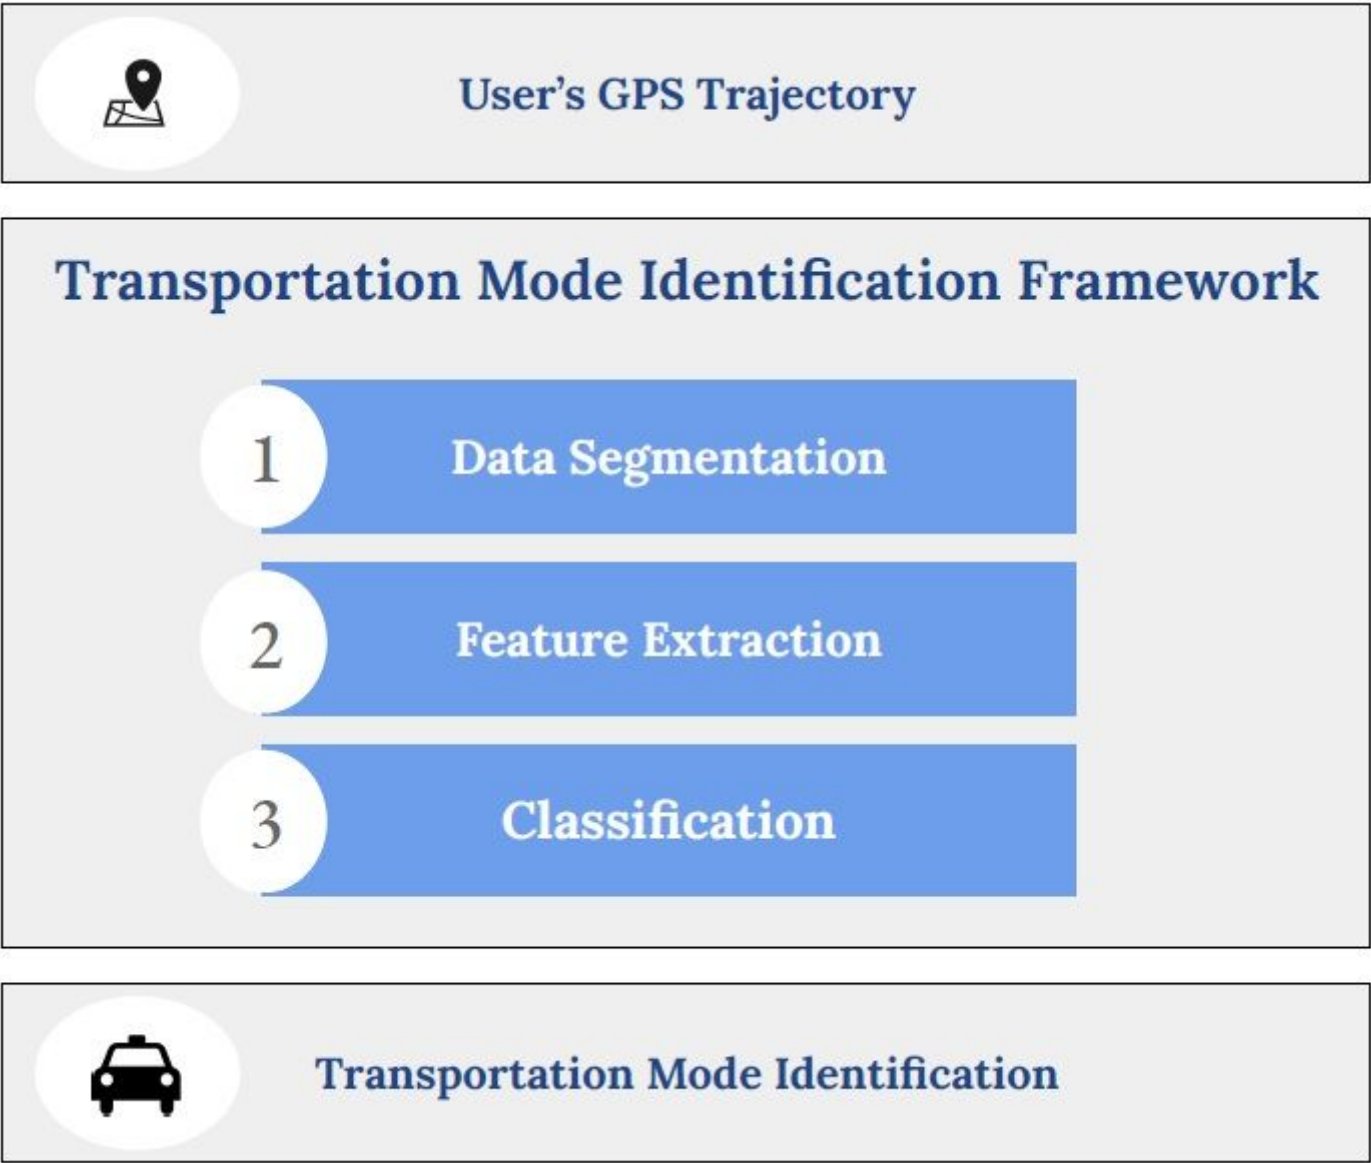 User’s GPS Trajectory
Transportation Mode Identification Framework
1 Data Segmentation
2 Feature Extraction
3 Classification
Transportation Mode Identification